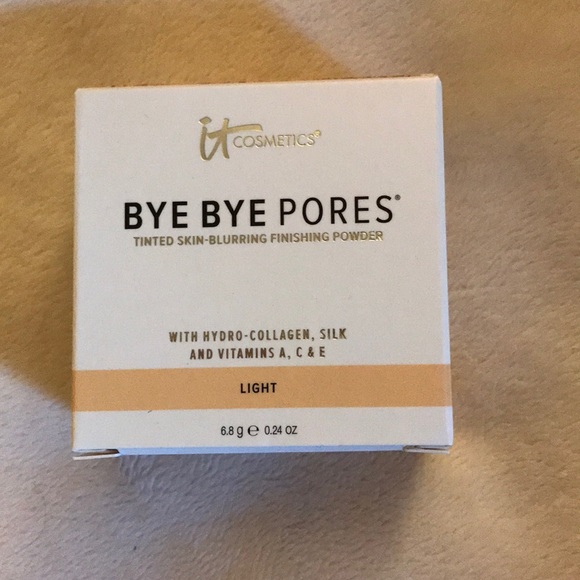 it COSMETICS®
BYE BYE PORES®
TINTED SKIN-BLURRING FINISHING POWDER
WITH HYDRO-COLLAGEN, SILK
AND VITAMINS A, C & E
LIGHT
6.8 g ℮ 0.24 OZ